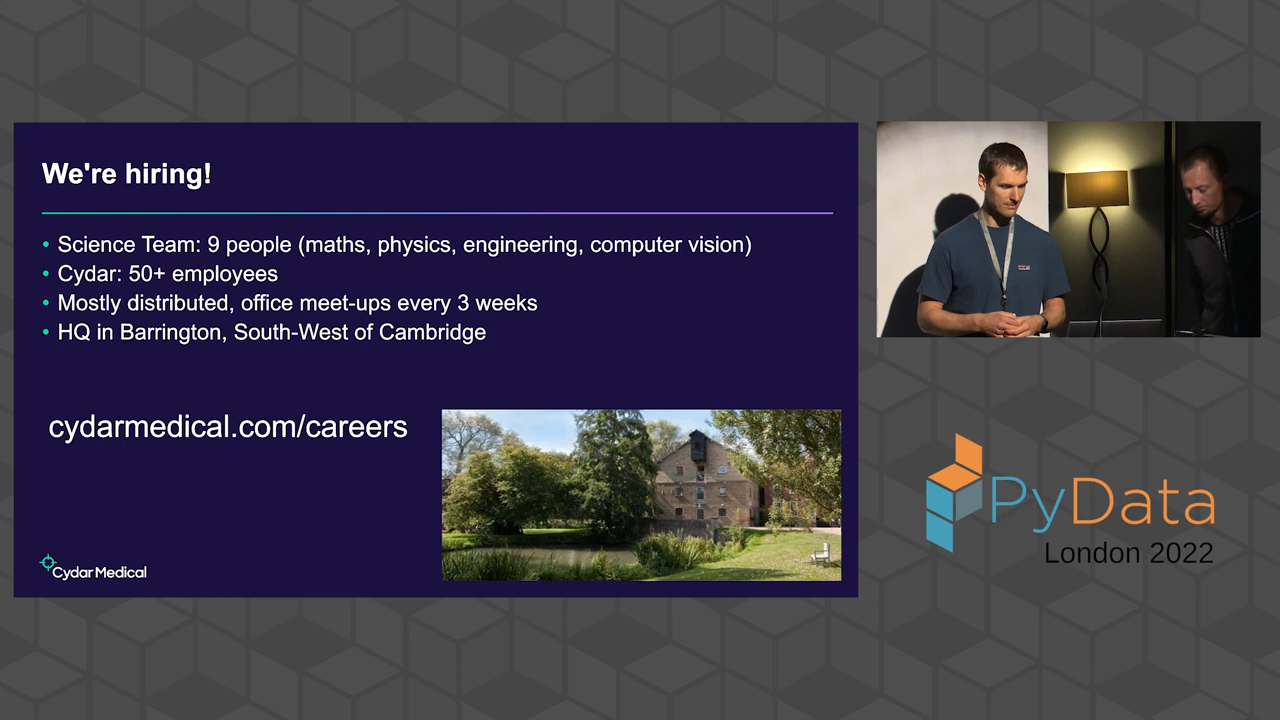 We're hiring!
• Science Team: 9 people (maths, physics, engineering, computer vision)
• Cydar: 50+ employees
• Mostly distributed, office meet-ups every 3 weeks
• HQ in Barrington, South-West of Cambridge
cydarmedical.com/careers
Cydar Medical
PyData
London 2022